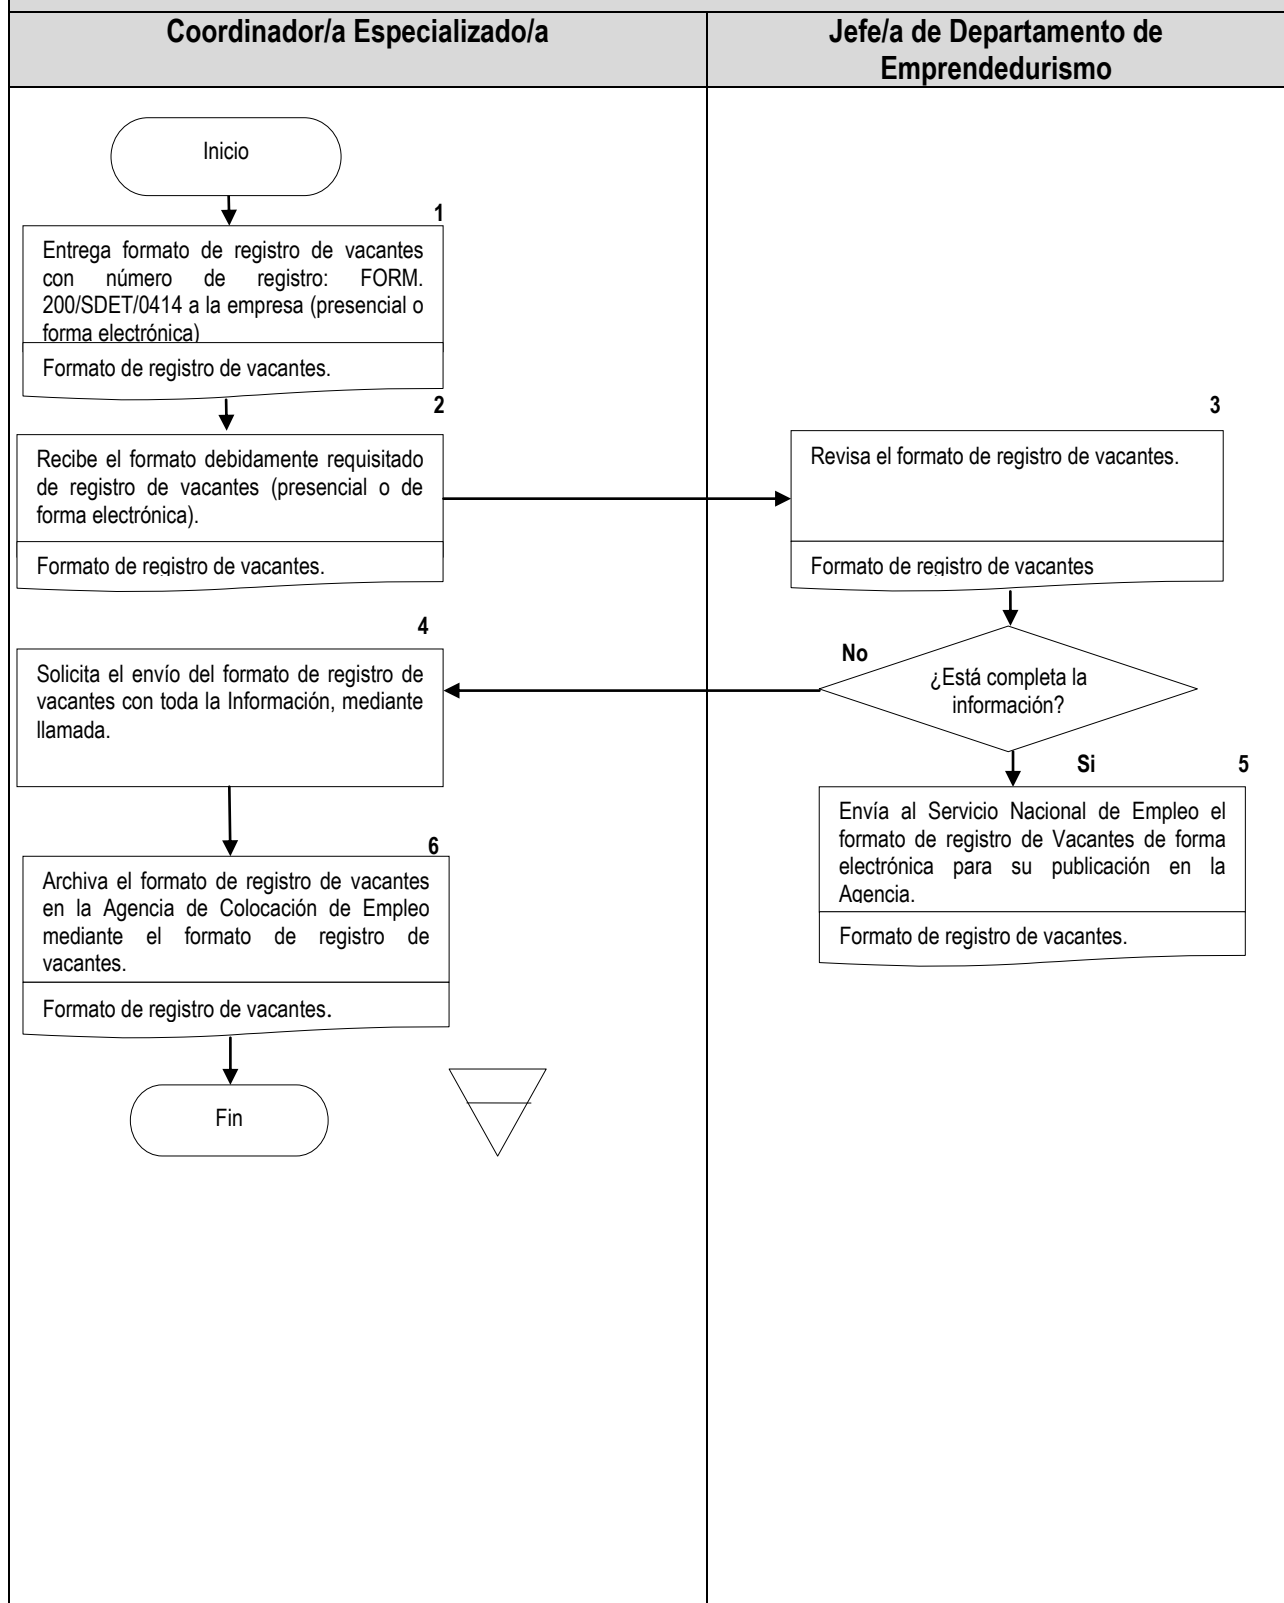 Coordinador/a Especializado/a
Jefe/a de Departamento de
Emprendedurismo
Inicio
1
Entrega formato de registro de vacantes
con número de registro: FORM.
200/SDET/0414 a la empresa (presencial o
forma electrónica)
Formato de registro de vacantes.
2
Recibe el formato debidamente requisitado
de registro de vacantes (presencial o de
forma electrónica).
Formato de registro de vacantes.
3
Revisa el formato de registro de vacantes.
Formato de registro de vacantes
No
¿Está completa la
información?
4
Solicita el envío del formato de registro de
vacantes con toda la Información, mediante
llamada.
Si
5
Envía al Servicio Nacional de Empleo el
formato de registro de Vacantes de forma
electrónica para su publicación en la
Agencia.
Formato de registro de vacantes.
6
Archiva el formato de registro de vacantes
en la Agencia de Colocación de Empleo
mediante el formato de registro de
vacantes.
Formato de registro de vacantes.
Fin